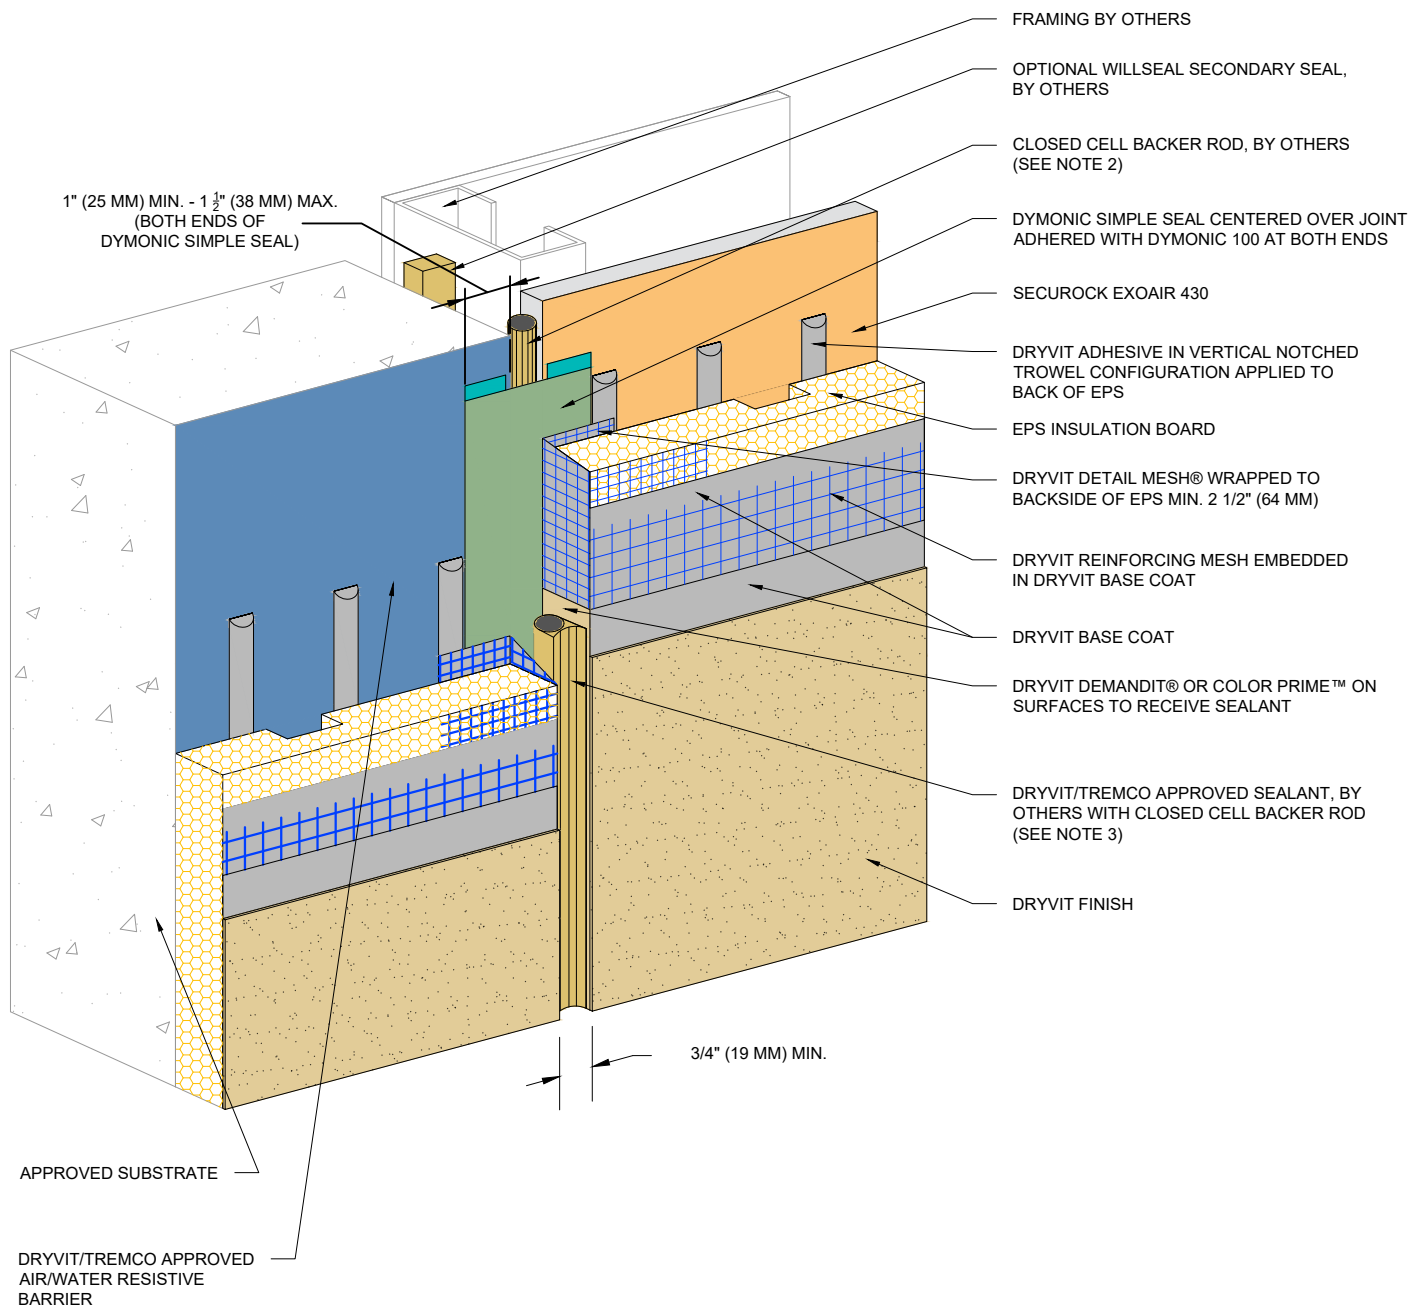 FRAMING BY OTHERS
OPTIONAL WILLSEAL SECONDARY SEAL,
BY OTHERS
CLOSED CELL BACKER ROD, BY OTHERS
(SEE NOTE 2)
1" (25 MM) MIN. - 1 1/2" (38 MM) MAX.
(BOTH ENDS OF
DYMONIC SIMPLE SEAL)
DYMONIC SIMPLE SEAL CENTERED OVER JOINT
ADHERED WITH DYMONIC 100 AT BOTH ENDS
SECUROCK EXOAIR 430
DRYVIT ADHESIVE IN VERTICAL NOTCHED
TROWEL CONFIGURATION APPLIED TO
BACK OF EPS
EPS INSULATION BOARD
DRYVIT DETAIL MESH® WRAPPED TO
BACKSIDE OF EPS MIN. 2 1/2" (64 MM)
DRYVIT REINFORCING MESH EMBEDDED
IN DRYVIT BASE COAT
DRYVIT BASE COAT
DRYVIT DEMANDIT® OR COLOR PRIME™ ON
SURFACES TO RECEIVE SEALANT
DRYVIT/TREMCO APPROVED SEALANT, BY
OTHERS WITH CLOSED CELL BACKER ROD
(SEE NOTE 3)
DRYVIT FINISH
3/4" (19 MM) MIN.
APPROVED SUBSTRATE
DRYVIT/TREMCO APPROVED
AIR/WATER RESISTIVE
BARRIER